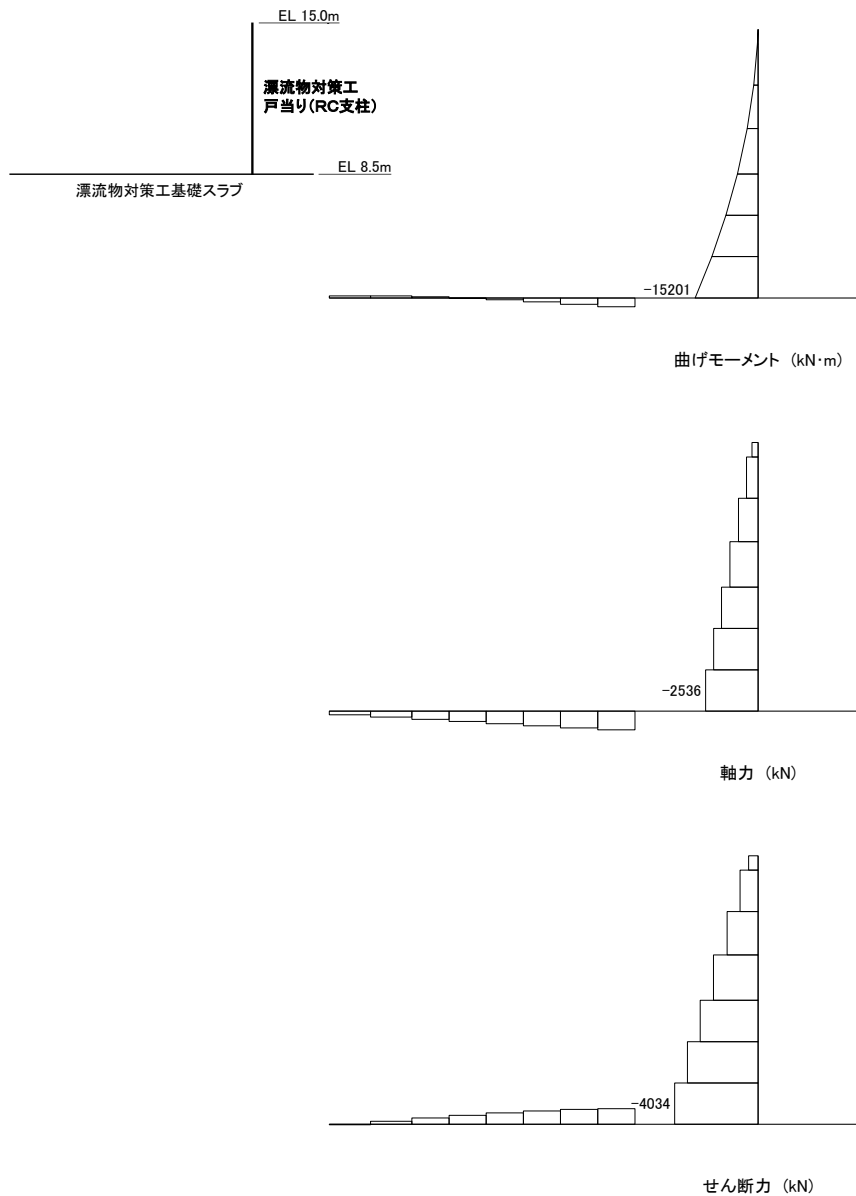 EL 15.0m
漂流物対策工
戸当り(RC支柱)
EL 8.5m
漂流物対策工基礎スラブ
-15201
曲げモーメント (kN·m)
-2536
軸力 (kN)
-4034
せん断力 (kN)